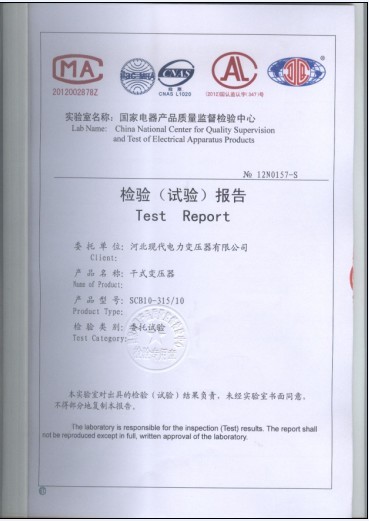 MA
2012002878Z
ilac-MRA
CNAS
CNAS L1020
AL
实验室名称：国家电器产品质量监督检验中心
Lab Name: China National Center for Quality Supervision
and Test of Electrical Apparatus Products
№ 12N0157-S
检验（试验）报告
Test Report
委托单位：河北现代电力变压器有限公司
Client:
产品名称：干式变压器
Name of Product:
产品型号：SCB10-315/10
Product Type:
检验类别：委托试验
Test Category:
本实验室对出具的检验（试验）结果负责，未经实验室书面同意，
不得部分地复制本报告。
The laboratory is responsible for the inspection (Test) results. The report shall
not be reproduced except in full, written approval of the laboratory.